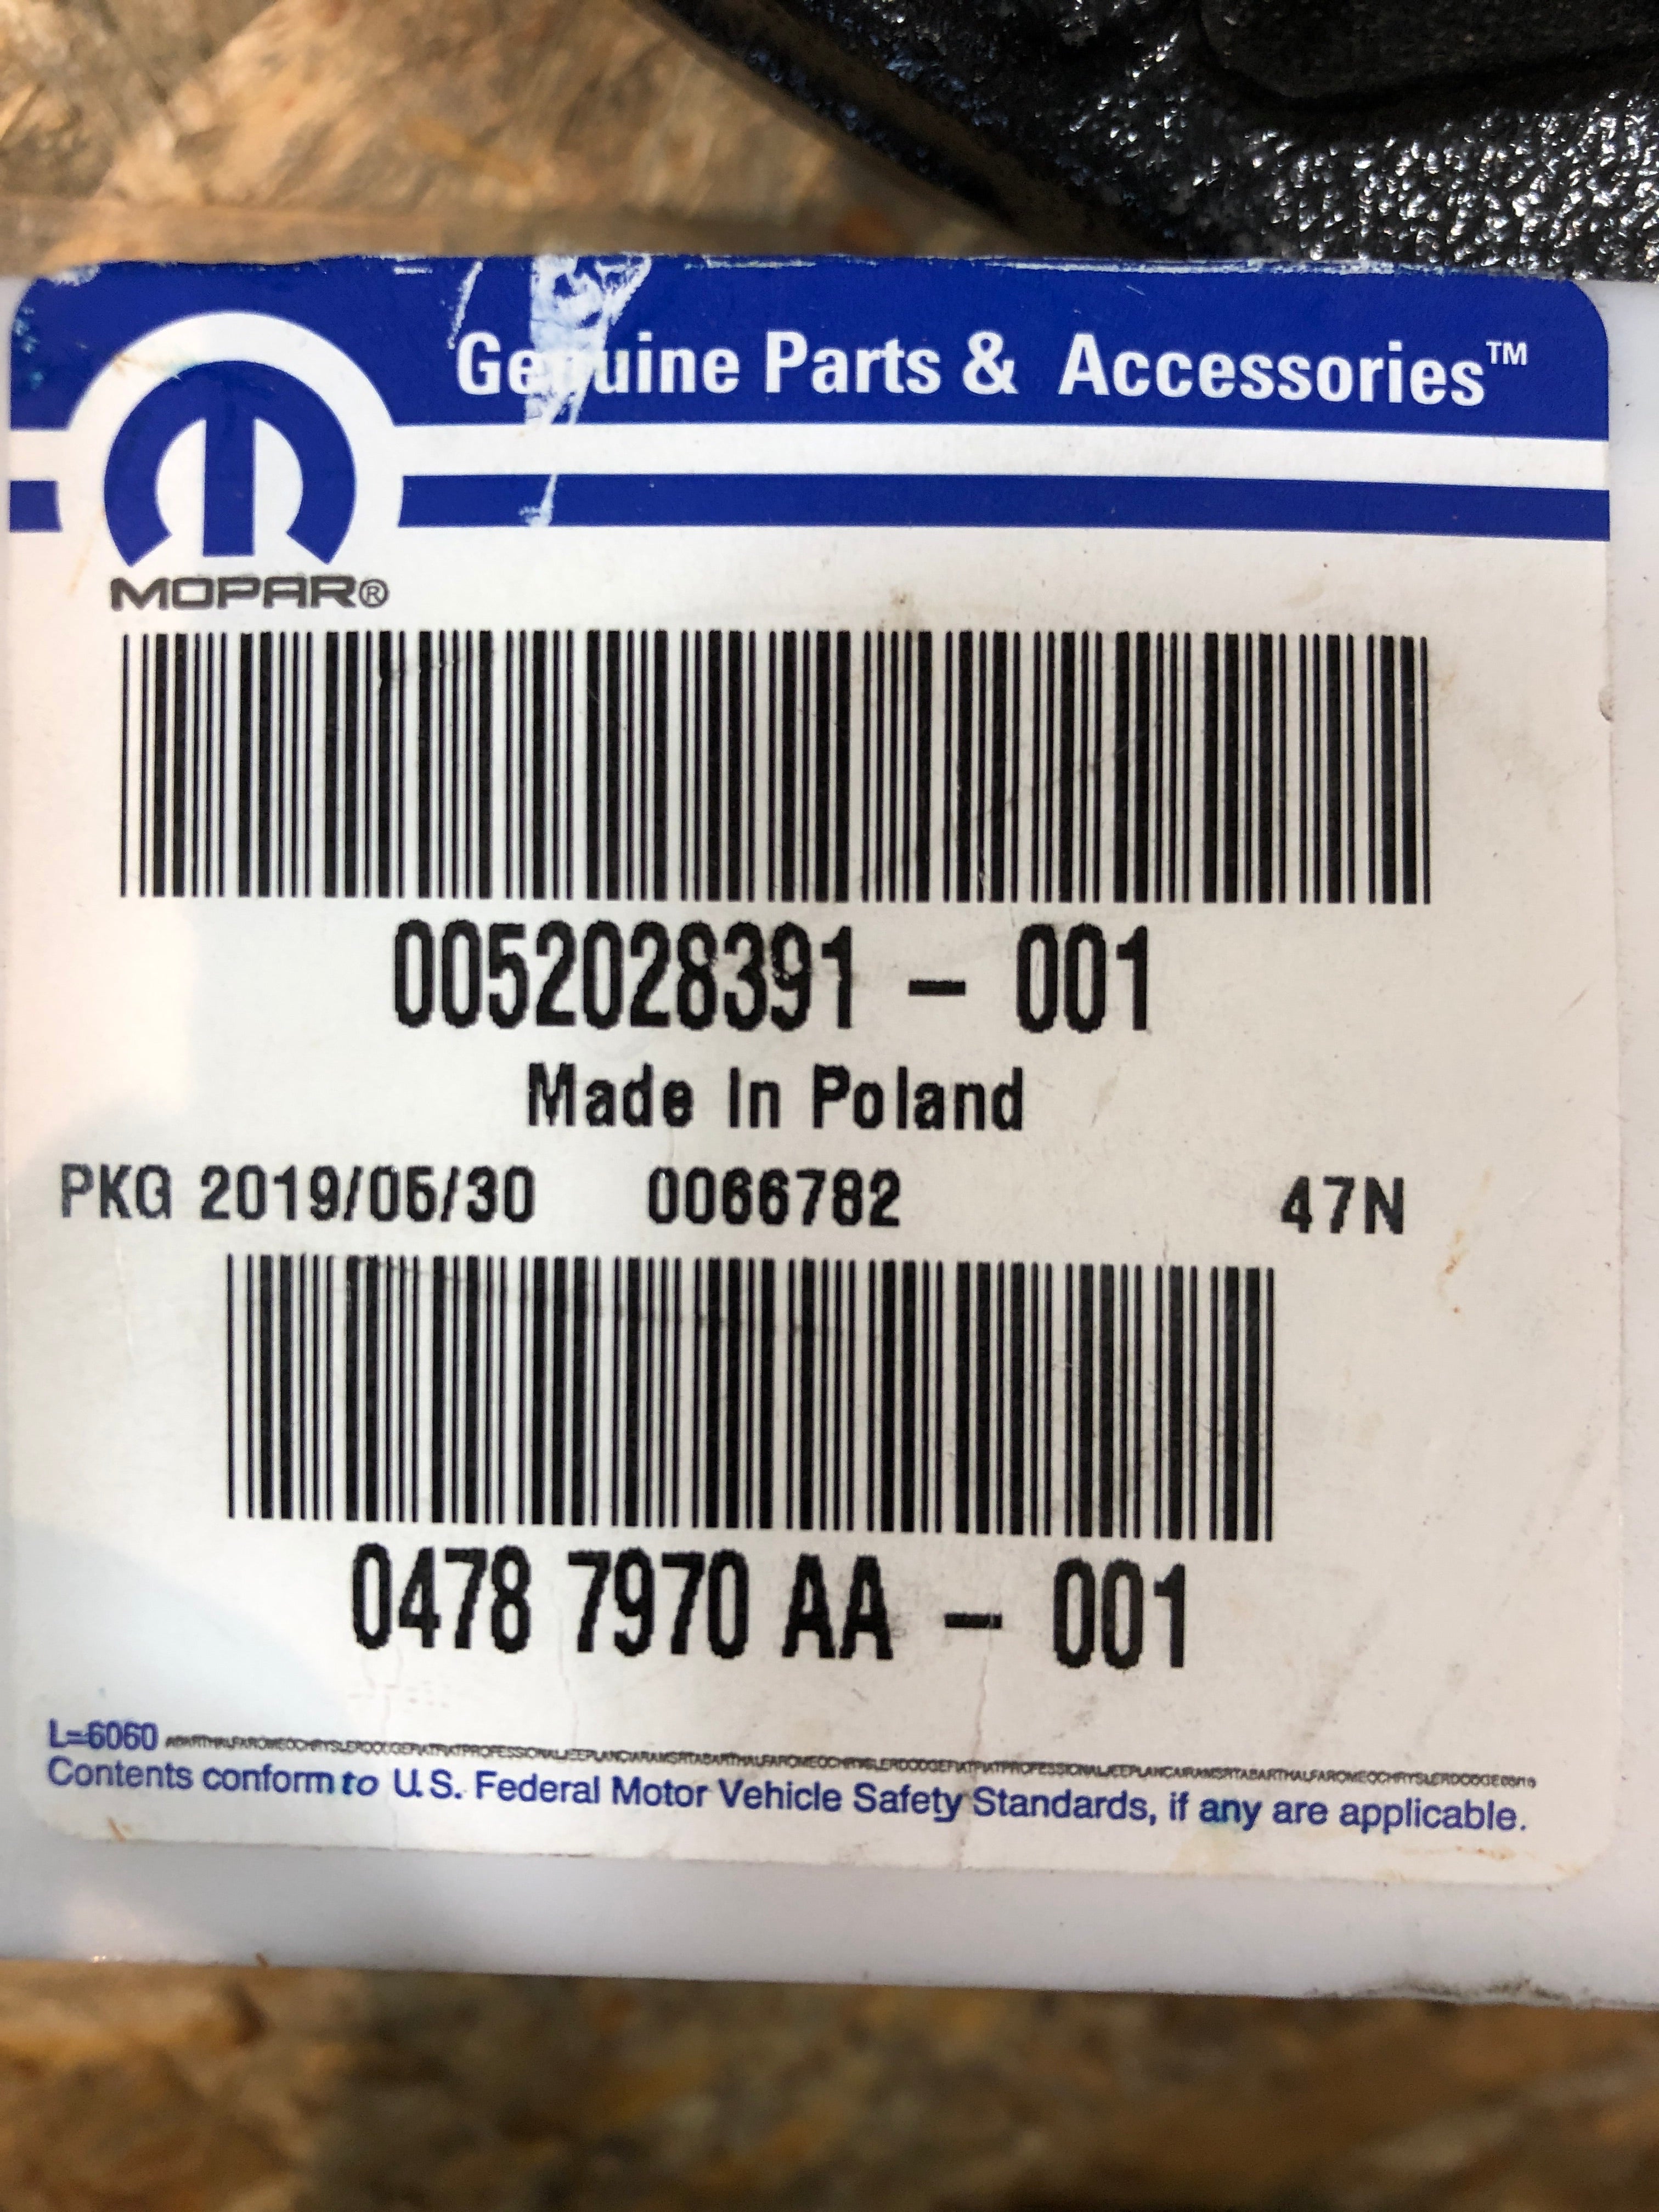 Genuine Parts & Accessories™
MOPAR®
0052028391 – 001
Made In Poland
PKG 2019/05/30 0066782 47N
0478 7970 AA – 001
L=6060
Contents conform to U.S. Federal Motor Vehicle Safety Standards, if any are applicable.